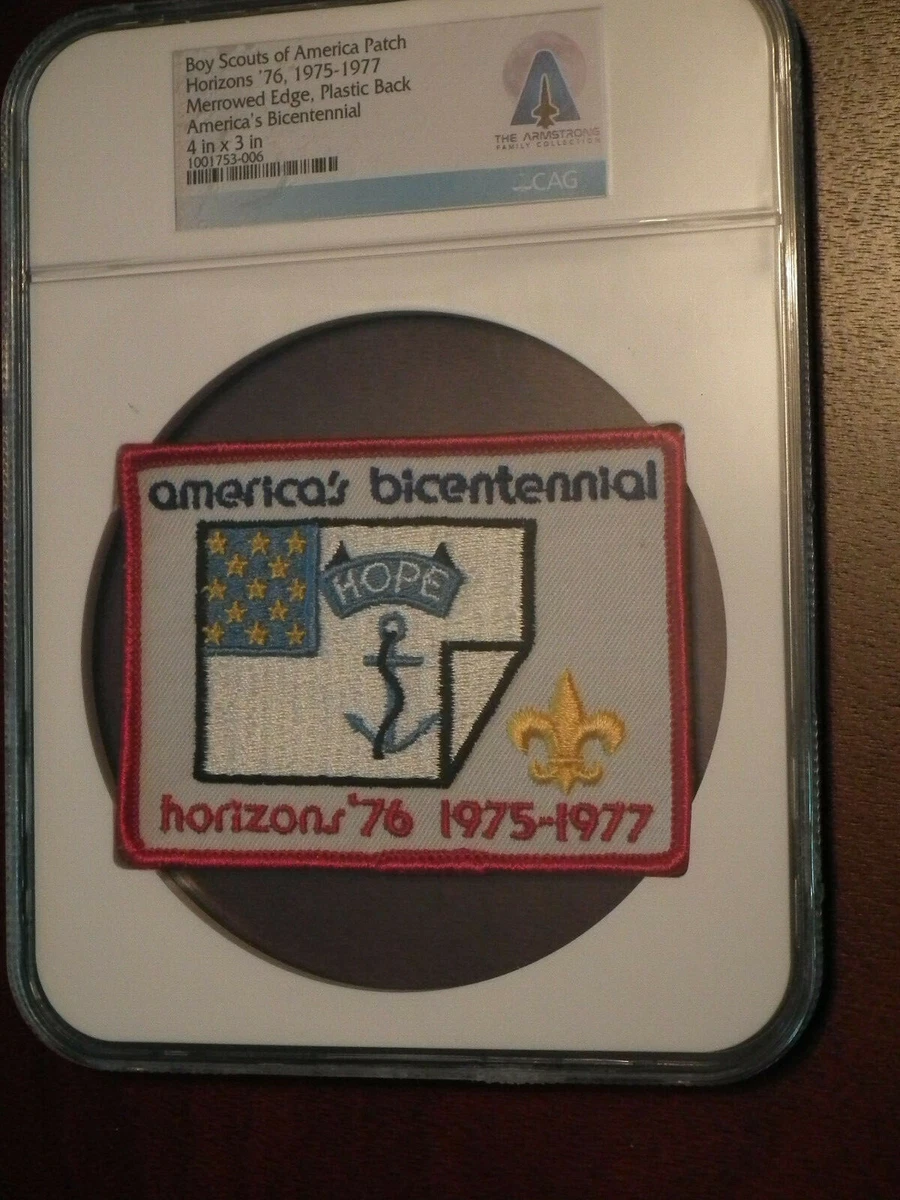 Boy Scouts of America Patch
Horizons '76, 1975-1977
Merrowed Edge, Plastic Back
America's Bicentennial
4 in x 3 in
1001753-006
THE ARMSTRONG
FAMILY COLLECTION
CAG
america's bicentennial
HOPE
horizons '76 1975-1977